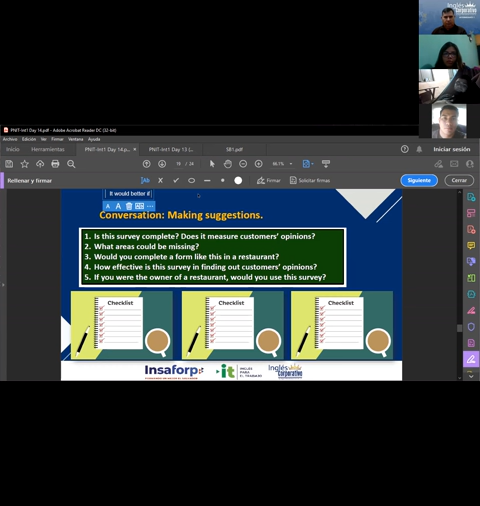 Inglés
Corporativo
PNIT-Int1 Day 14.pdf - Adobe Acrobat Reader DC (32-bit)
Archivo Edición Ver Firmar Ventana Ayuda
Inicio Herramientas PNIT-Int1 Day 14.p... × PNIT-Int1 Day 13 (... SB1.pdf Iniciar sesión
19 / 24
Rellenar y firmar Ab Firmar Solicitar firmas Siguiente Cerrar
It would better if
A A
Conversation: Making suggestions.
1. Is this survey complete? Does it measure customers' opinions?
2. What areas could be missing?
3. Would you complete a form like this in a restaurant?
4. How effective is this survey in finding out customers' opinions?
5. If you were the owner of a restaurant, would you use this survey?
Checklist Checklist Checklist
Insaforp
it
INGLÉS
PARA
EL TRABAJO
Inglés
Corporativo